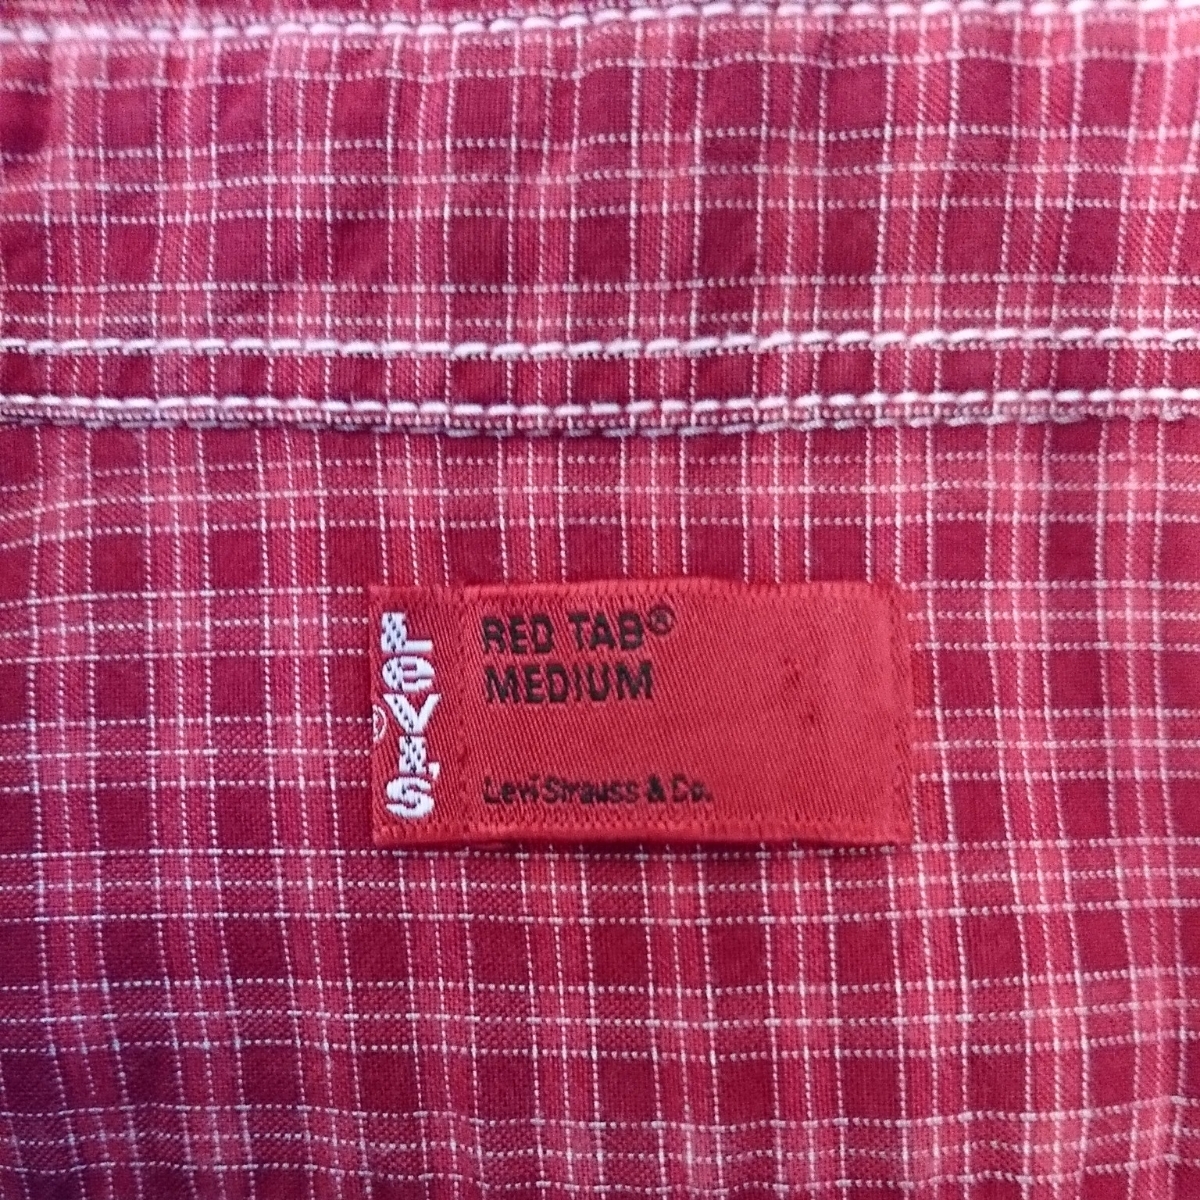 LeVI'S
®
RED TAB®
MEDIUM
Levi Strauss & Co.